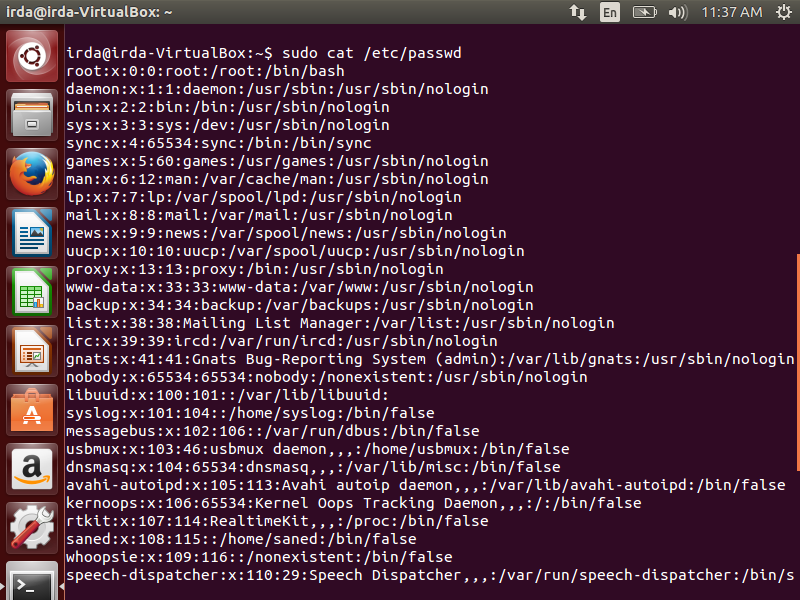 irda@irda-VirtualBox: ~
En
11:37 AM
irda@irda-VirtualBox:~$ sudo cat /etc/passwd
root:x:0:0:root:/root:/bin/bash
daemon:x:1:1:daemon:/usr/sbin:/usr/sbin/nologin
bin:x:2:2:bin:/bin:/usr/sbin/nologin
sys:x:3:3:sys:/dev:/usr/sbin/nologin
sync:x:4:65534:sync:/bin:/bin/sync
games:x:5:60:games:/usr/games:/usr/sbin/nologin
man:x:6:12:man:/var/cache/man:/usr/sbin/nologin
lp:x:7:7:lp:/var/spool/lpd:/usr/sbin/nologin
mail:x:8:8:mail:/var/mail:/usr/sbin/nologin
news:x:9:9:news:/var/spool/news:/usr/sbin/nologin
uucp:x:10:10:uucp:/var/spool/uucp:/usr/sbin/nologin
proxy:x:13:13:proxy:/bin:/usr/sbin/nologin
www-data:x:33:33:www-data:/var/www:/usr/sbin/nologin
backup:x:34:34:backup:/var/backups:/usr/sbin/nologin
list:x:38:38:Mailing List Manager:/var/list:/usr/sbin/nologin
irc:x:39:39:ircd:/var/run/ircd:/usr/sbin/nologin
gnats:x:41:41:Gnats Bug-Reporting System (admin):/var/lib/gnats:/usr/sbin/nologin
nobody:x:65534:65534:nobody:/nonexistent:/usr/sbin/nologin
libuuid:x:100:101::/var/lib/libuuid:
syslog:x:101:104::/home/syslog:/bin/false
messagebus:x:102:106::/var/run/dbus:/bin/false
usbmux:x:103:46:usbmux daemon,,,:/home/usbmux:/bin/false
dnsmasq:x:104:65534:dnsmasq,,,:/var/lib/misc:/bin/false
avahi-autoipd:x:105:113:Avahi autoip daemon,,,:/var/lib/avahi-autoipd:/bin/false
kernoops:x:106:65534:Kernel Oops Tracking Daemon,,,:/:/bin/false
rtkit:x:107:114:RealtimeKit,,,:/proc:/bin/false
saned:x:108:115::/home/saned:/bin/false
whoopsie:x:109:116::/nonexistent:/bin/false
speech-dispatcher:x:110:29:Speech Dispatcher,,,:/var/run/speech-dispatcher:/bin/s